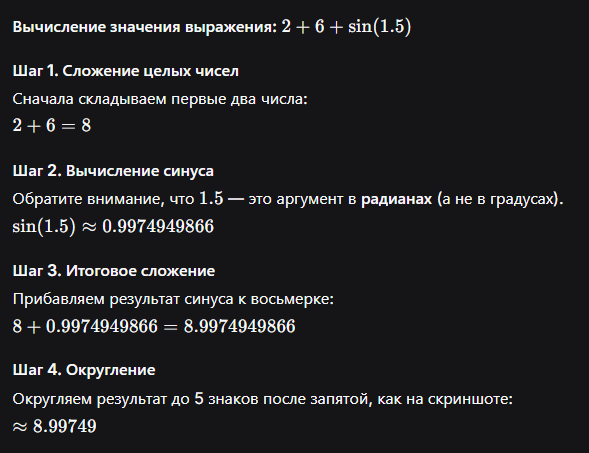 Вычисление значения выражения: 2 + 6 + sin(1.5)
Шаг 1. Сложение целых чисел
Сначала складываем первые два числа:
2 + 6 = 8
Шаг 2. Вычисление синуса
Обратите внимание, что 1.5 — это аргумент в радианах (а не в градусах).
sin(1.5) ≈ 0.9974949866
Шаг 3. Итоговое сложение
Прибавляем результат синуса к восьмерке:
8 + 0.9974949866 = 8.9974949866
Шаг 4. Округление
Округляем результат до 5 знаков после запятой, как на скриншоте:
≈ 8.99749